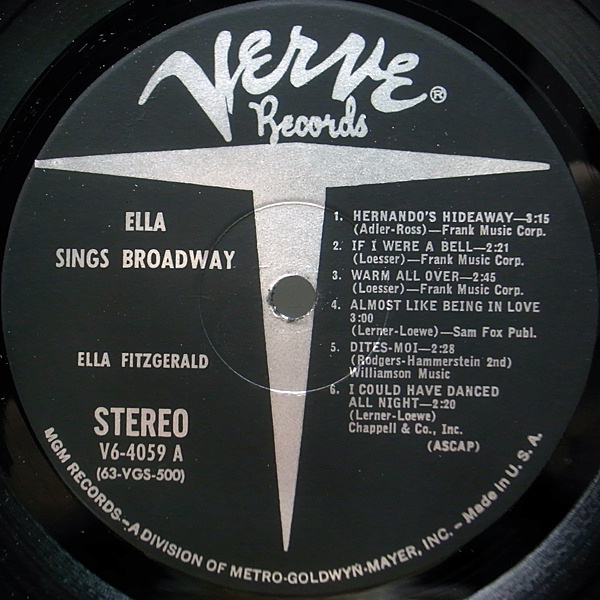 VERVE®
Records
ELLA
SINGS BROADWAY
ELLA FITZGERALD
STEREO
V6-4059 A
(63-VGS-500)
1. HERNANDO'S HIDEAWAY—3:15
(Adler-Ross)—Frank Music Corp.
2. IF I WERE A BELL—2:21
(Loesser)—Frank Music Corp.
3. WARM ALL OVER—2:45
(Loesser)—Frank Music Corp.
4. ALMOST LIKE BEING IN LOVE
3:00
(Lerner-Loewe)—Sam Fox Publ.
5. DITES-MOI—2:28
(Rodgers-Hammerstein 2nd)
Williamson Music
6. I COULD HAVE DANCED
ALL NIGHT—2:20
(Lerner-Loewe)
Chappell & Co., Inc.
(ASCAP)
MGM RECORDS—A DIVISION OF METRO-GOLDWYN-MAYER, INC. – Made in U. S. A.